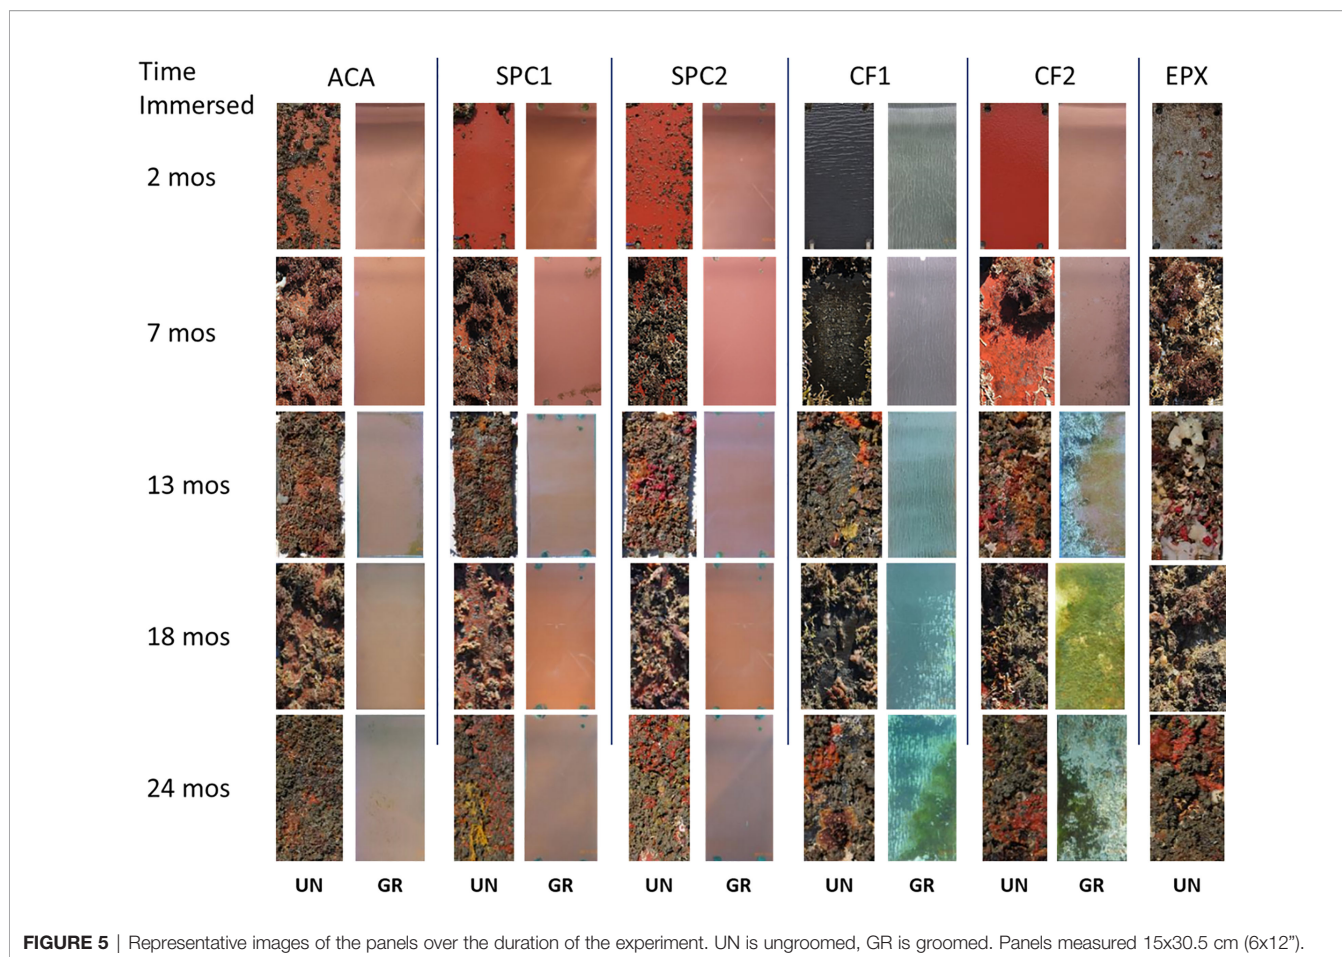 Time
Immersed
ACA SPC1 SPC2 CF1 CF2 EPX
2 mos
7 mos
13 mos
18 mos
24 mos
UN GR UN GR UN GR UN GR UN GR UN
FIGURE 5 | Representative images of the panels over the duration of the experiment. UN is ungroomed, GR is groomed. Panels measured 15x30.5 cm (6x12”).